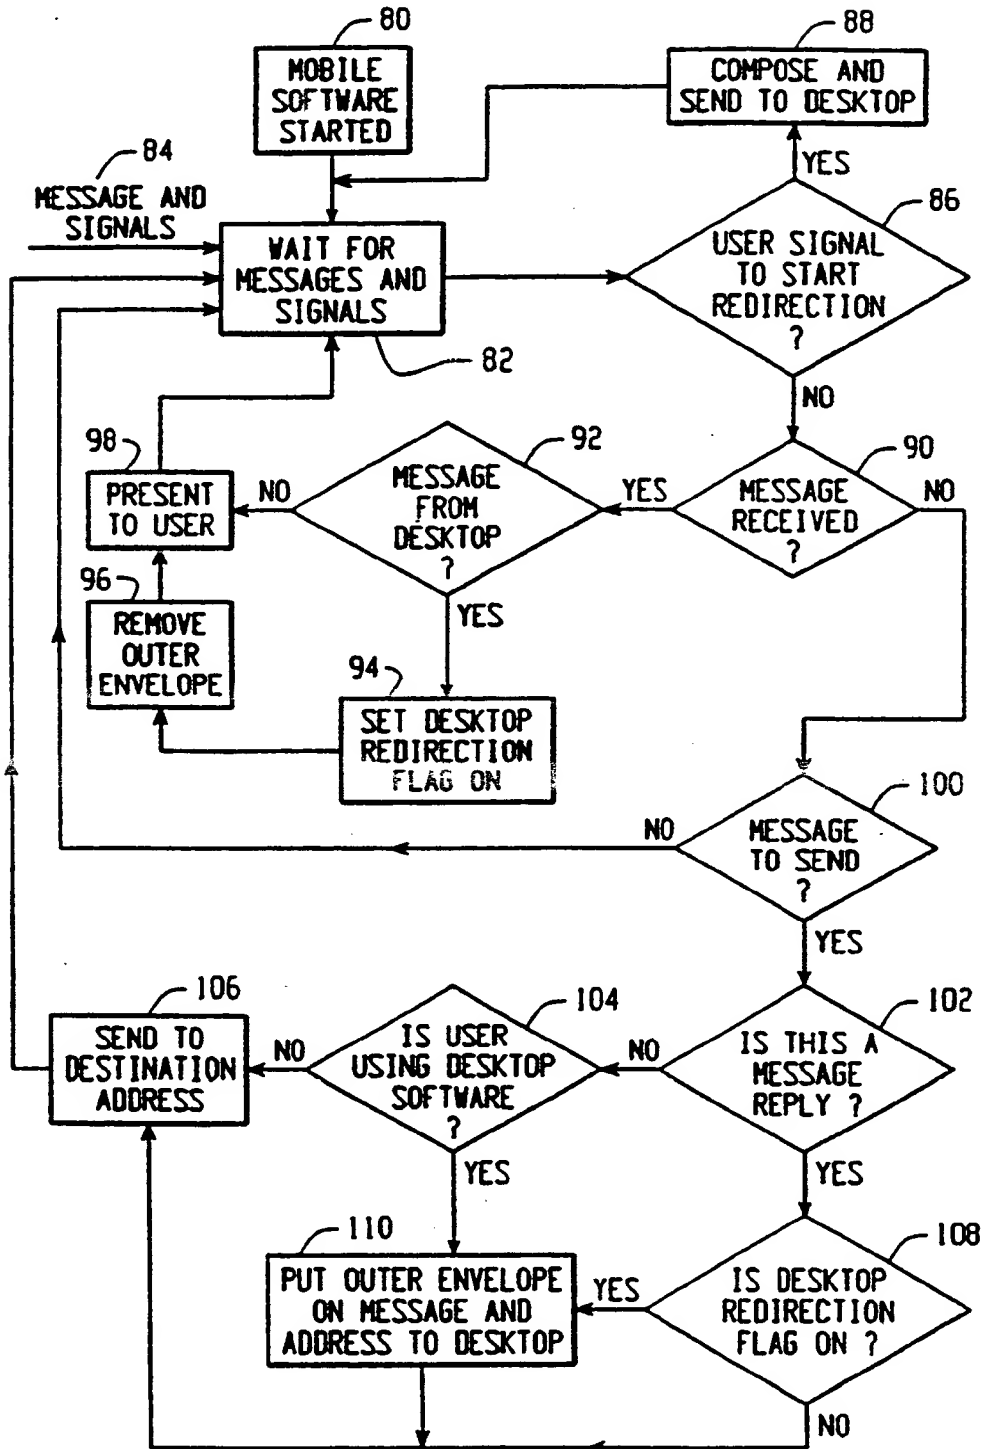 80
MOBILE
SOFTWARE
STARTED
88
COMPOSE AND
SEND TO DESKTOP
84
MESSAGE AND
SIGNALS
YES
86
WAIT FOR
MESSAGES AND
SIGNALS
82
USER SIGNAL
TO START
REDIRECTION
?
NO
98
PRESENT
TO USER
NO
92
MESSAGE
FROM
DESKTOP
?
YES
90
MESSAGE
RECEIVED
?
NO
96
REMOVE
OUTER
ENVELOPE
YES
94
SET DESKTOP
REDIRECTION
FLAG ON
100
NO
MESSAGE
TO SEND
?
YES
106
SEND TO
DESTINATION
ADDRESS
NO
104
IS USER
USING DESKTOP
SOFTWARE
?
NO
102
IS THIS A
MESSAGE
REPLY ?
YES
YES
110
PUT OUTER ENVELOPE
ON MESSAGE AND
ADDRESS TO DESKTOP
YES
108
IS DESKTOP
REDIRECTION
FLAG ON ?
NO